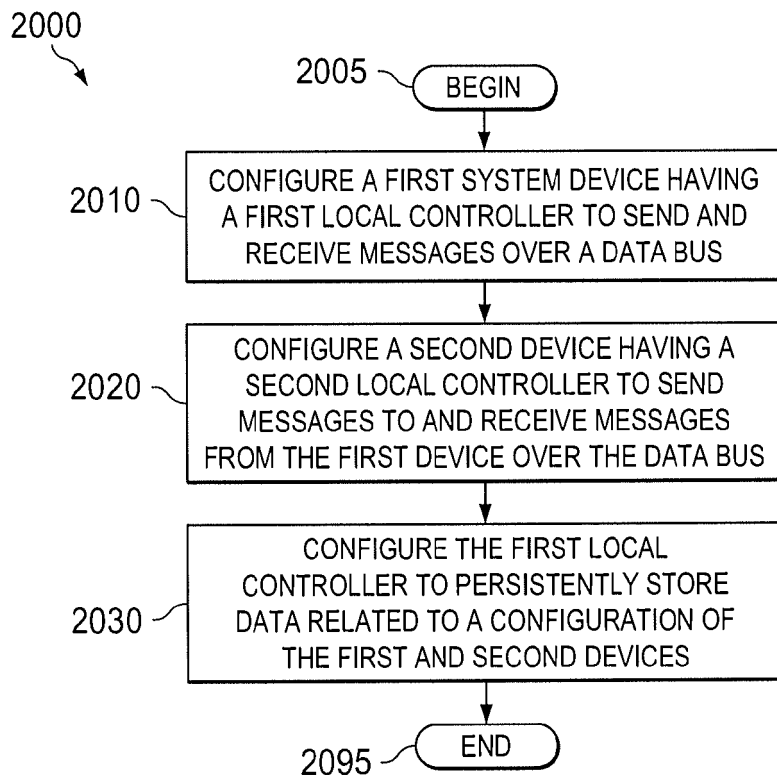 2000
2005
BEGIN
2010
CONFIGURE A FIRST SYSTEM DEVICE HAVING
A FIRST LOCAL CONTROLLER TO SEND AND
RECEIVE MESSAGES OVER A DATA BUS
2020
CONFIGURE A SECOND DEVICE HAVING A
SECOND LOCAL CONTROLLER TO SEND
MESSAGES TO AND RECEIVE MESSAGES
FROM THE FIRST DEVICE OVER THE DATA BUS
2030
CONFIGURE THE FIRST LOCAL
CONTROLLER TO PERSISTENTLY STORE
DATA RELATED TO A CONFIGURATION OF
THE FIRST AND SECOND DEVICES
2095
END